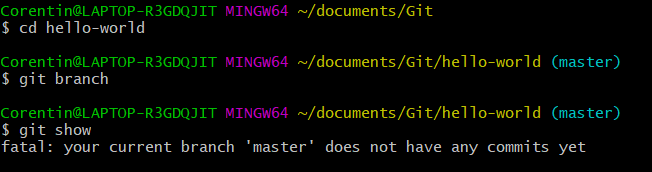 Corentin@LAPTOP-R3GDQJIT MINGW64 ~/documents/Git
$ cd hello-world
Corentin@LAPTOP-R3GDQJIT MINGW64 ~/documents/Git/hello-world (master)
$ git branch
Corentin@LAPTOP-R3GDQJIT MINGW64 ~/documents/Git/hello-world (master)
$ git show
fatal: your current branch 'master' does not have any commits yet